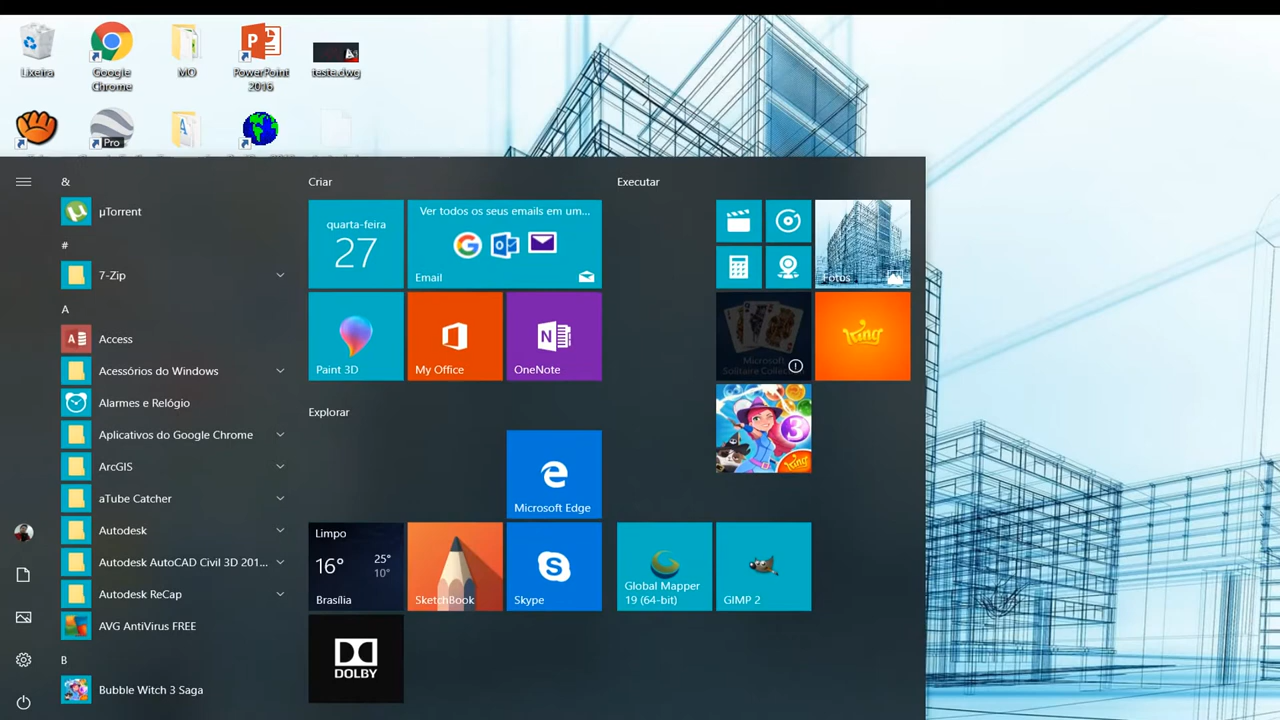 Lixeira
Google
Chrome
MO
PowerPoint
2016
teste.dwg
Pro
&
µTorrent
#
7-Zip
A
Access
Acessórios do Windows
Alarmes e Relógio
Aplicativos do Google Chrome
ArcGIS
aTube Catcher
Autodesk
Autodesk AutoCAD Civil 3D 201...
Autodesk ReCap
AVG AntiVirus FREE
B
Bubble Witch 3 Saga
Criar
quarta-feira
27
Ver todos os seus emails em um...
Email
Paint 3D
My Office
OneNote
Explorar
Microsoft Edge
Limpo
16° 25°
10°
Brasília
SketchBook
Skype
DOLBY
Executar
Fotos
Microsoft
Solitaire Collec...
King
3
King
Global Mapper
19 (64-bit)
GIMP 2